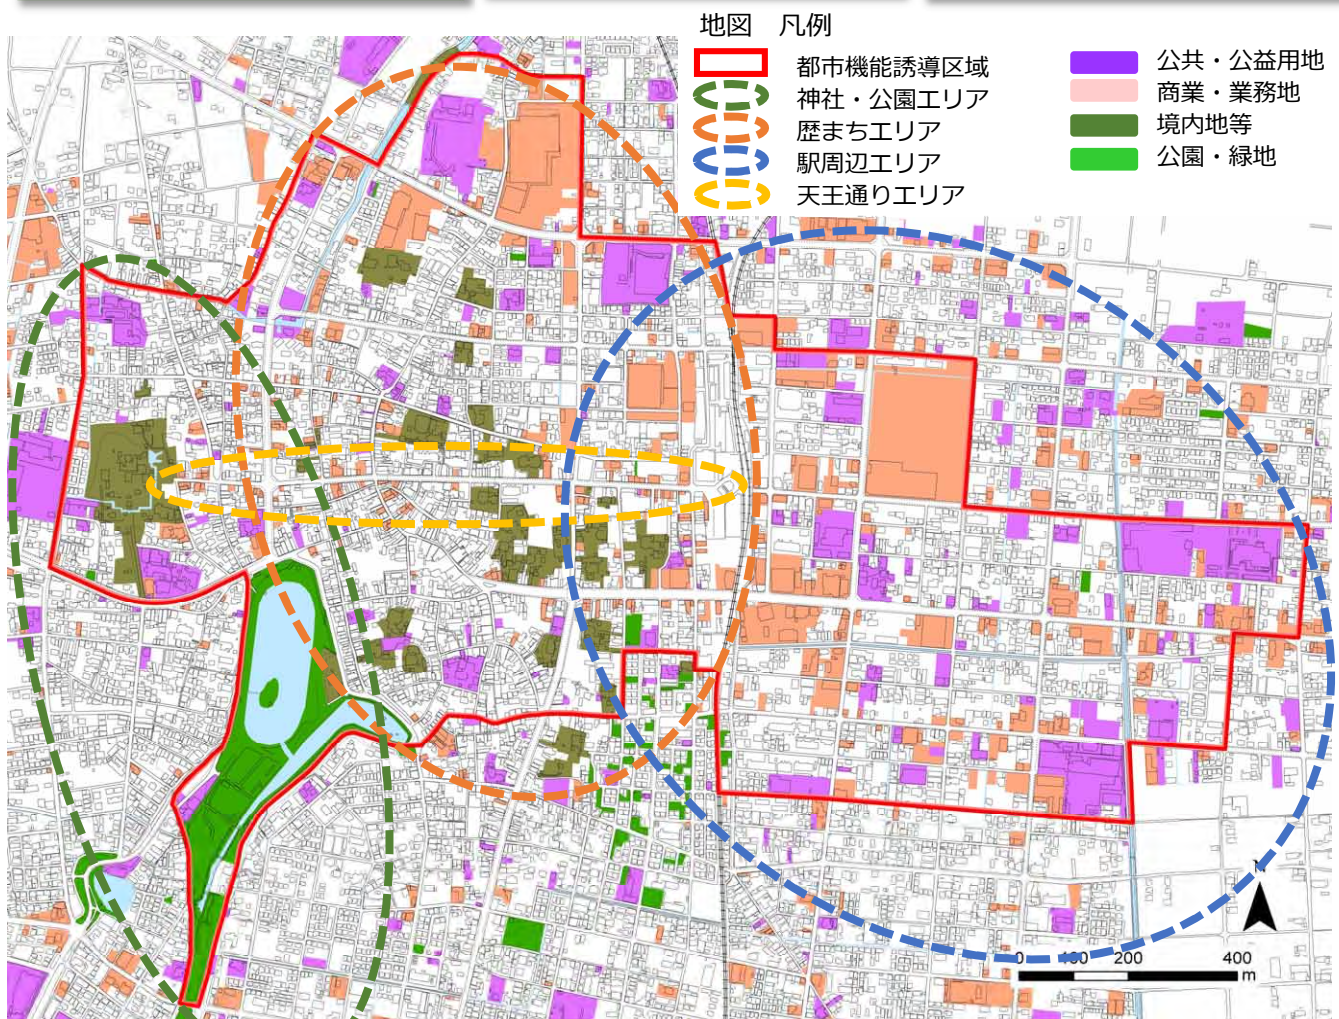 地図　凡例
都市機能誘導区域
神社・公園エリア
歴まちエリア
駅周辺エリア
天王通りエリア
公共・公益用地
商業・業務地
境内地等
公園・緑地
N
0 100 200 400
m